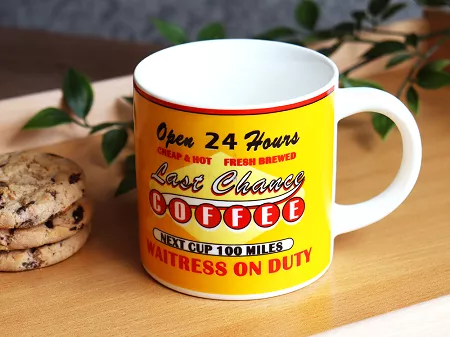 Open 24 Hours
CHEAP & HOT FRESH BREWED
Last Chance
COFFEE
NEXT CUP 100 MILES
WAITRESS ON DUTY